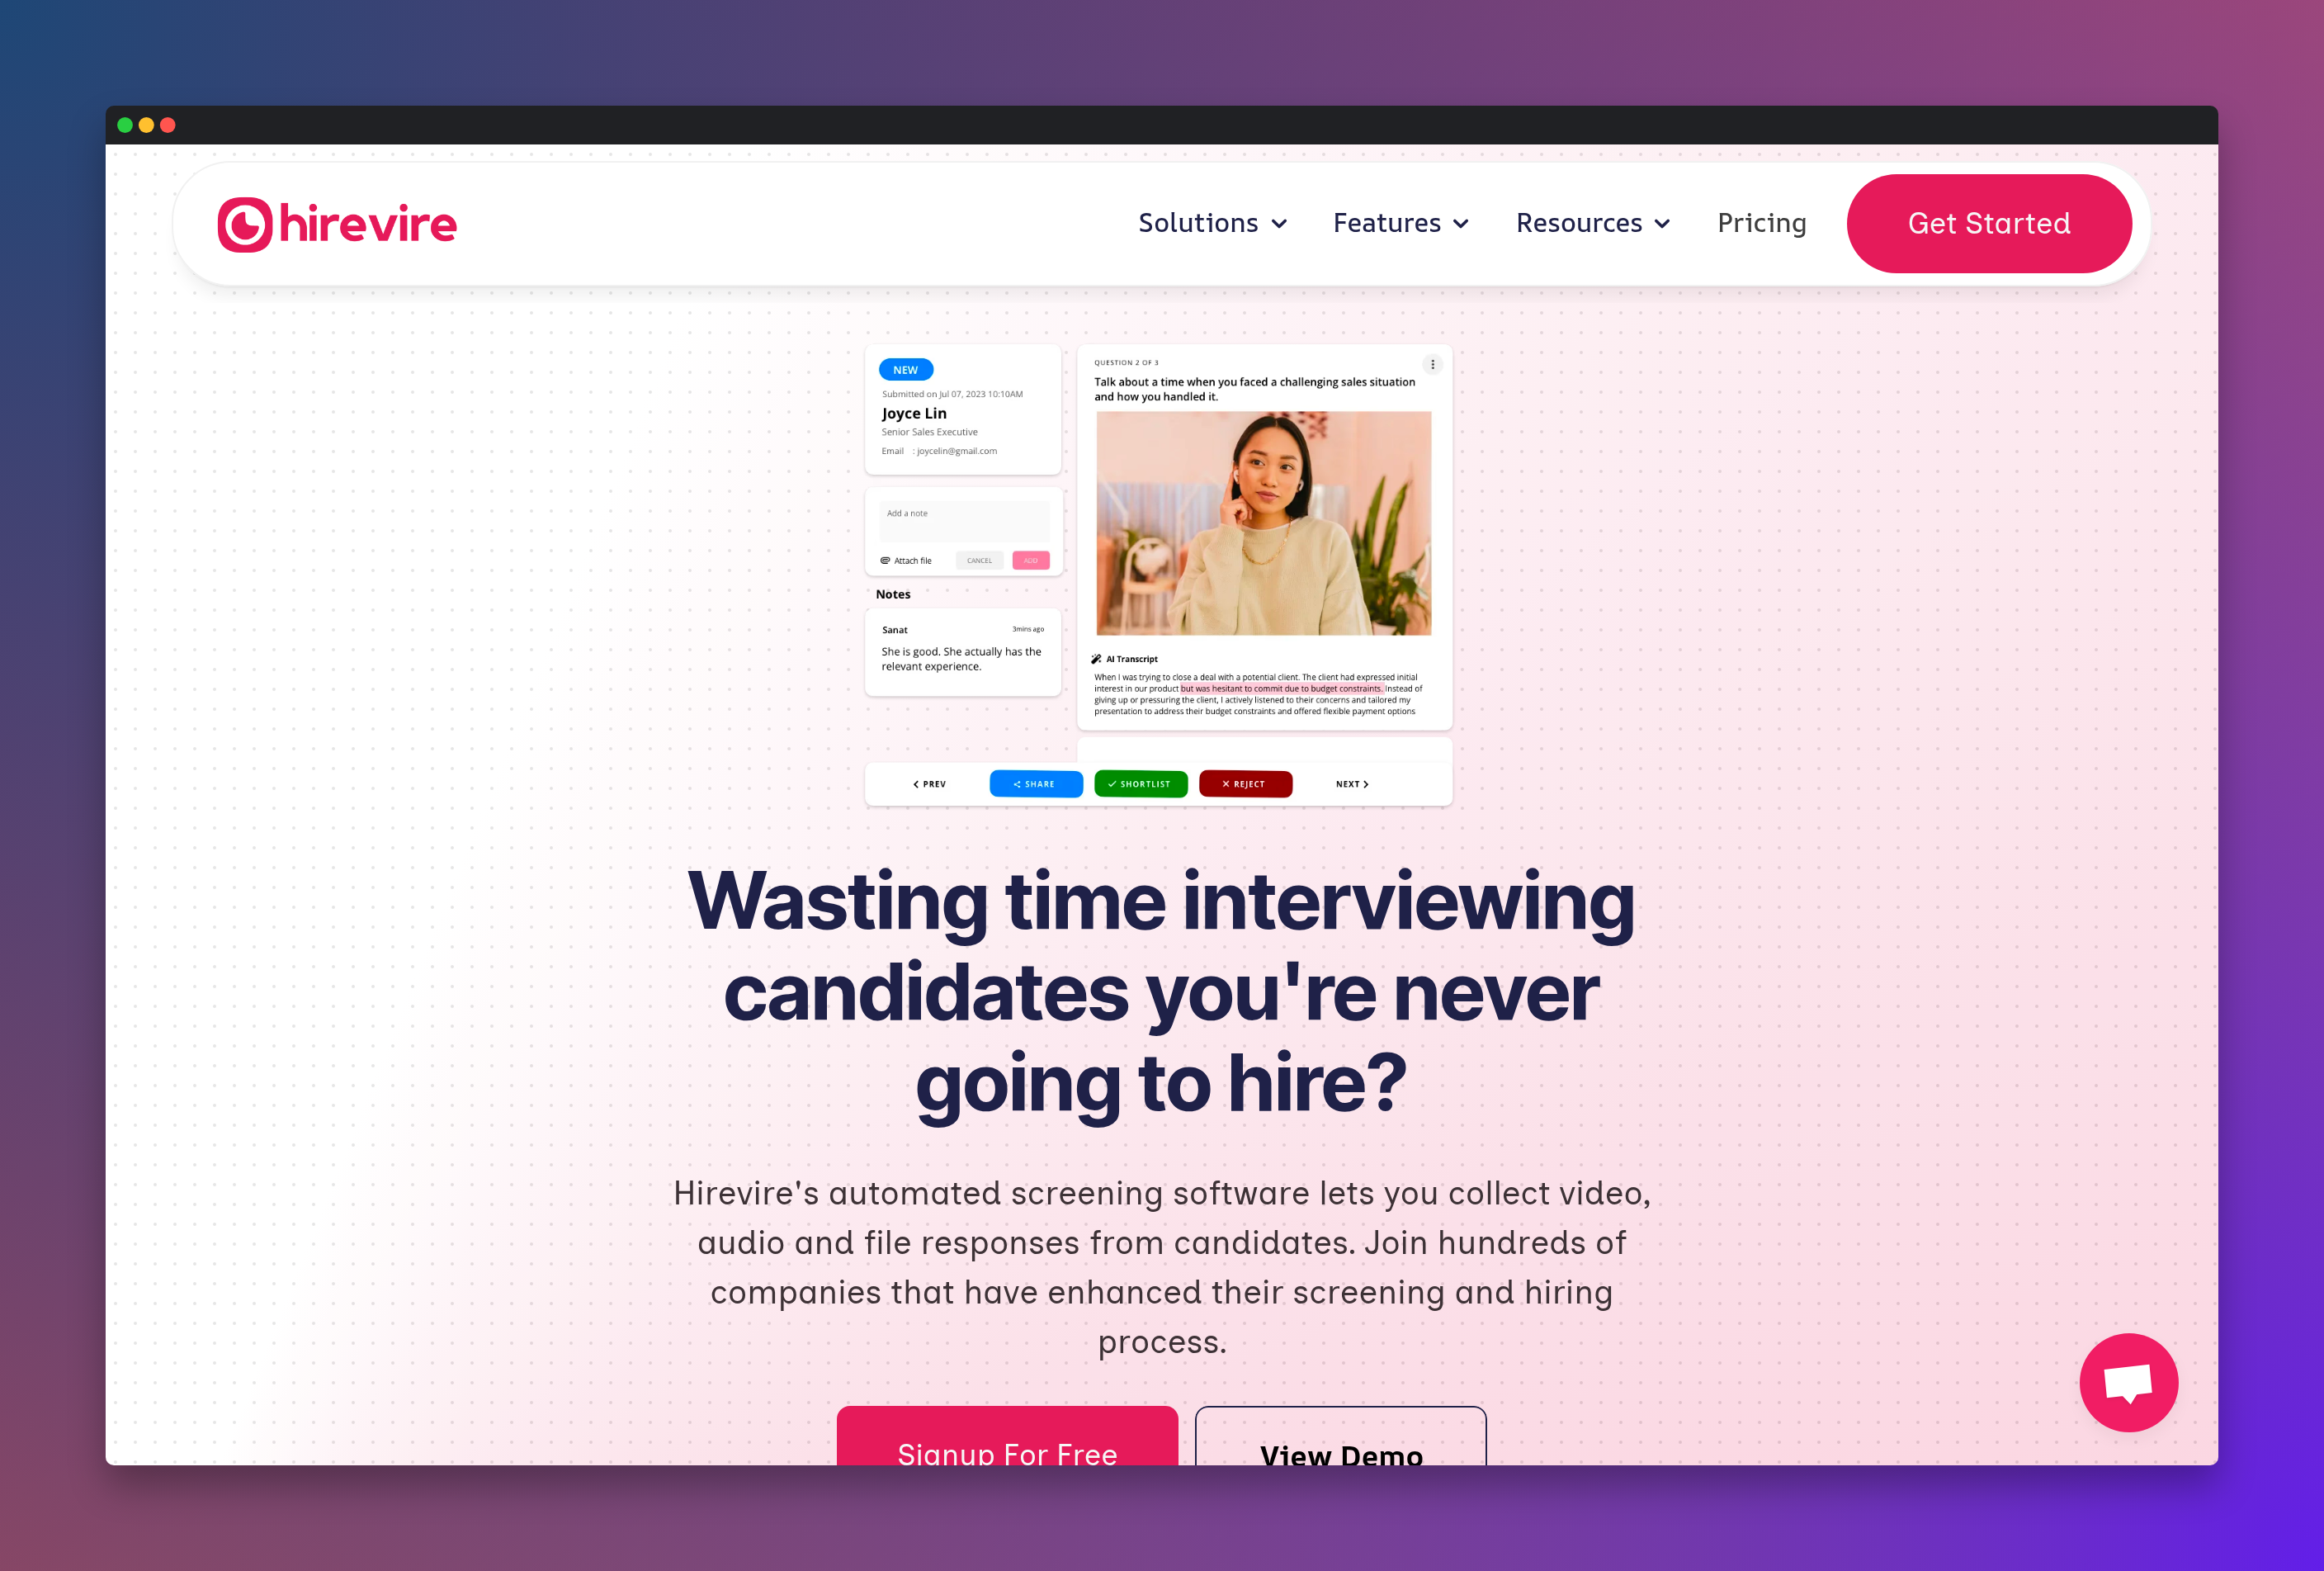 hirevire
Solutions
Features
Resources
Pricing
Get Started
NEW
Submitted on Jul 07, 2023 10:10AM
Joyce Lin
Senior Sales Executive
Email : joycelin@gmail.com
Add a note
Attach file
CANCEL
ADD
Notes
Sanat
3mins ago
She is good. She actually has the
relevant experience.
QUESTION 2 OF 3
Talk about a time when you faced a challenging sales situation
and how you handled it.
AI Transcript
When I was trying to close a deal with a potential client. The client had expressed initial
interest in our product but was hesitant to commit due to budget constraints. Instead of
giving up or pressuring the client, I actively listened to their concerns and tailored my
presentation to address their budget constraints and offered flexible payment options
PREV
SHARE
SHORTLIST
REJECT
NEXT
Wasting time interviewing
candidates you're never
going to hire?
Hirevire's automated screening software lets you collect video,
audio and file responses from candidates. Join hundreds of
companies that have enhanced their screening and hiring
process.
Signup For Free
View Demo